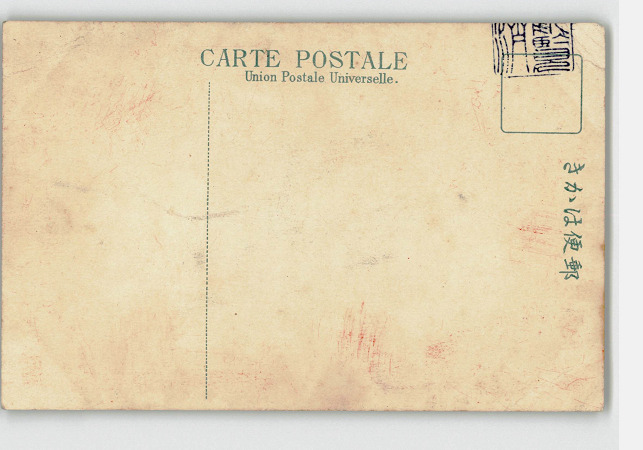 CARTE POSTALE
Union Postale Universelle.
きかは便郵